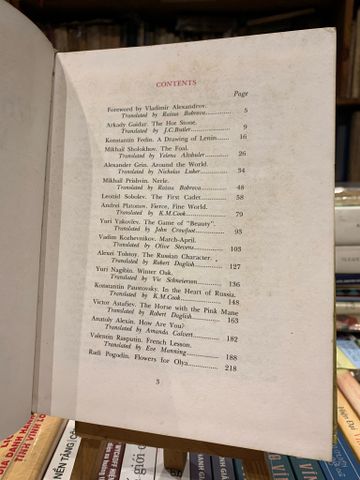 CONTENTS
Page
Foreword by Vladimir Alexandrov.
Translated by Raissa Bobrova 5
Arkady Gaidar. The Hot Stone.
Translated by J.C.Butler 9
Konstantin Fedin. A Drawing of Lenin. 16
Mikhail Sholokhov. The Foal.
Translated by Yelena Altshuler 26
Alexander Grin. Around the World.
Translated by Nicholas Luker 34
Mikhail Prishvin. Nerle.
Translated by Raissa Bobrova 48
Leonid Sobolev. The First Cadet 58
Andrei Platonov. Fierce, Fine World.
Translated by K.M.Cook 79
Yuri Yakovlev. The Game of "Beauty".
Translated by John Crowfoot 93
Vadim Kozhevnikov. March-April.
Translated by Olive Stevens 103
Alexei Tolstoy. The Russian Character.
Translated by Robert Daglish 127
Yuri Nagibin. Winter Oak.
Translated by Vic Schneierson 136
Konstantin Paustovsky. In the Heart of Russia.
Translated by K.M.Cook 148
Victor Astafiev. The Horse with the Pink Mane
Translated by Robert Daglish 163
Anatoly Alexin. How Are You?
Translated by Amanda Calvert 182
Valentin Rasputin. French Lesson.
Translated by Eve Manning 188
Radi Pogodin. Flowers for Olya 218
3
NỀN TẢNG